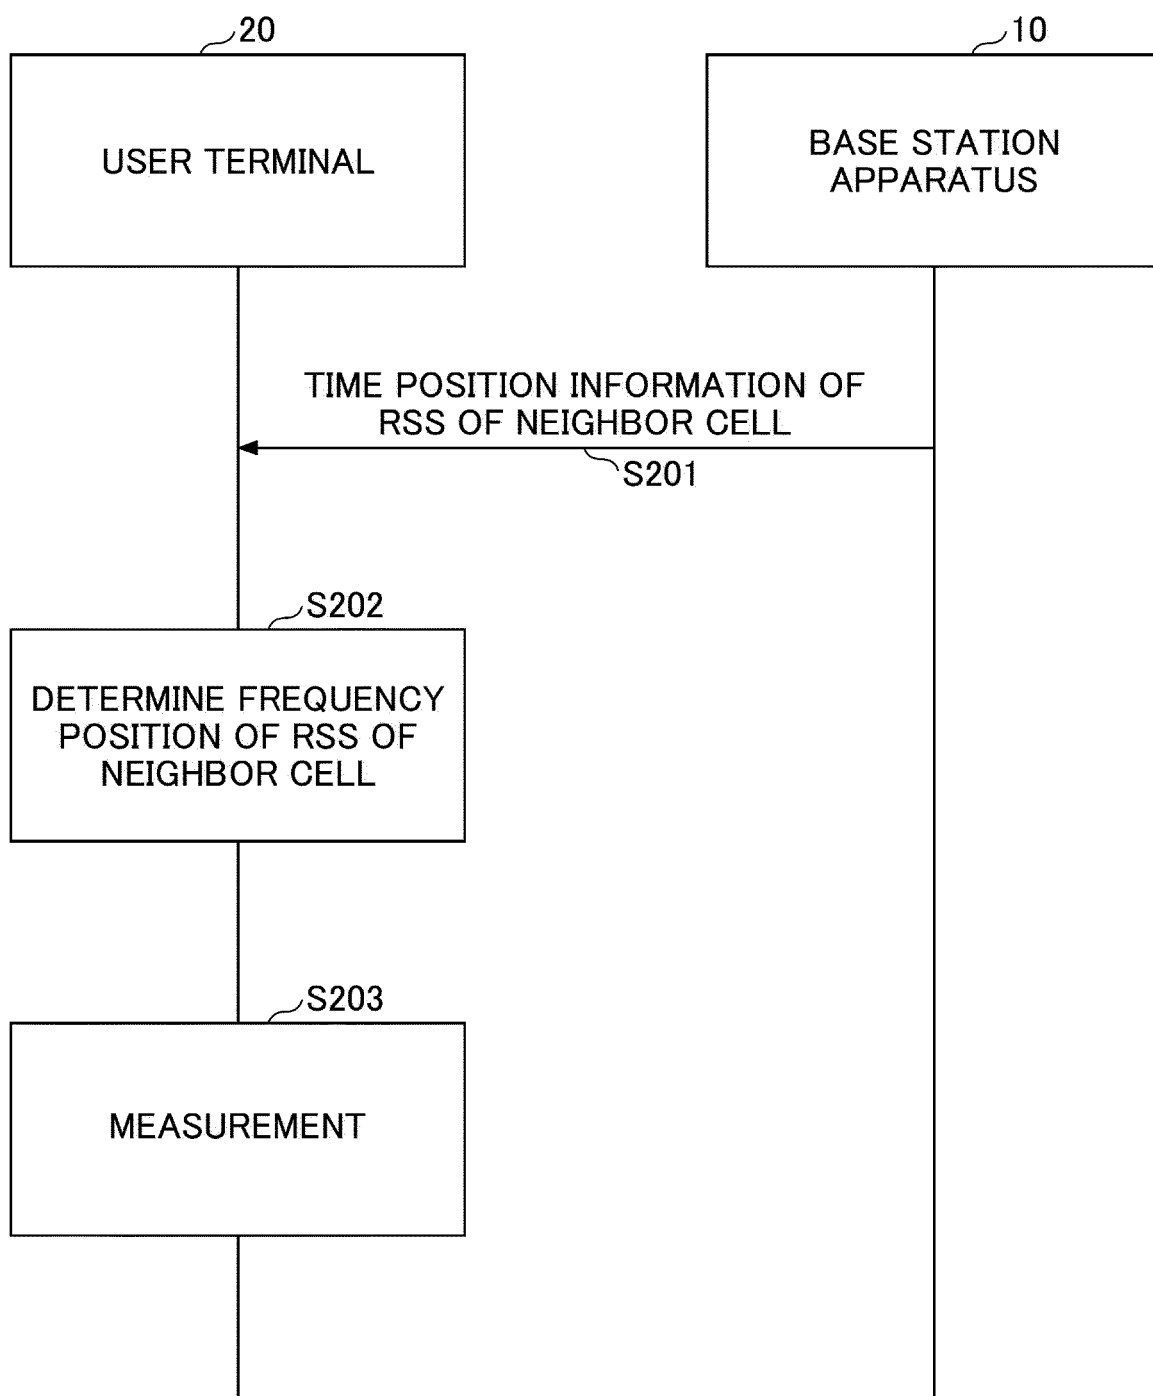 20
10
USER TERMINAL
BASE STATION
APPARATUS
TIME POSITION INFORMATION OF
RSS OF NEIGHBOR CELL
S201
S202
DETERMINE FREQUENCY
POSITION OF RSS OF
NEIGHBOR CELL
S203
MEASUREMENT